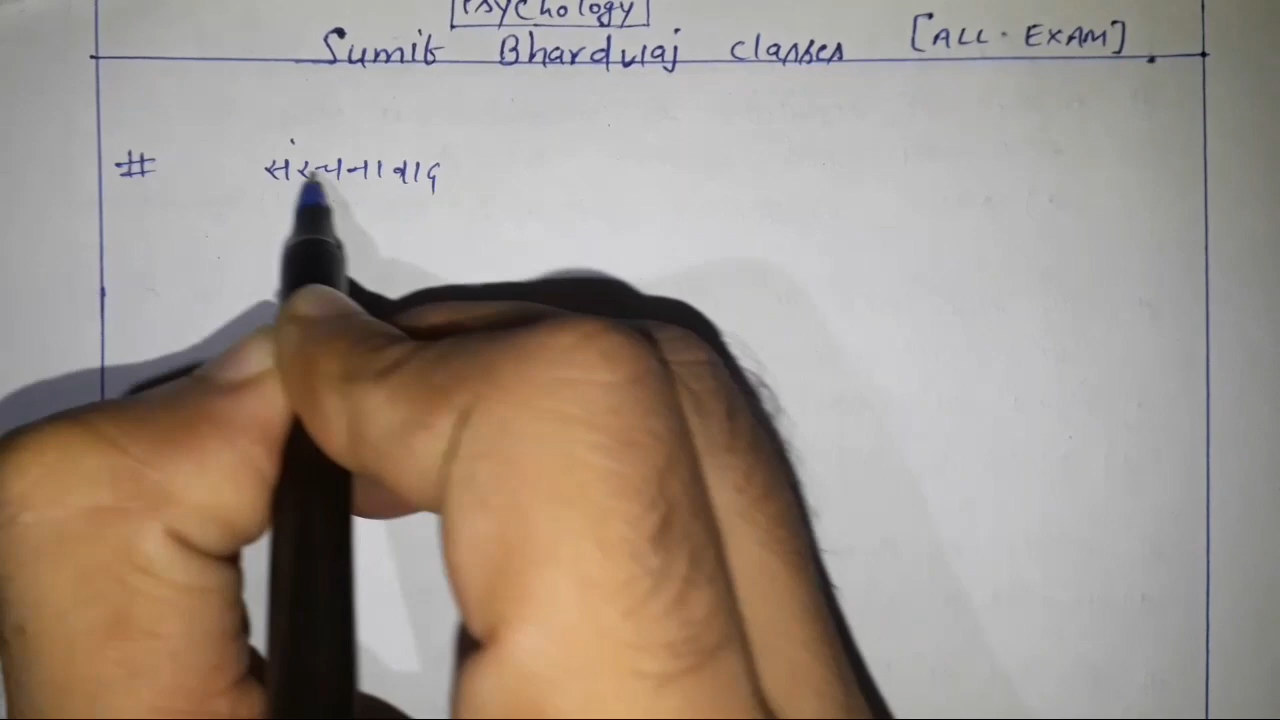 [Psychology]
Sumit Bhardwaj Classes [ALL. EXAM]
# संरचनावाद